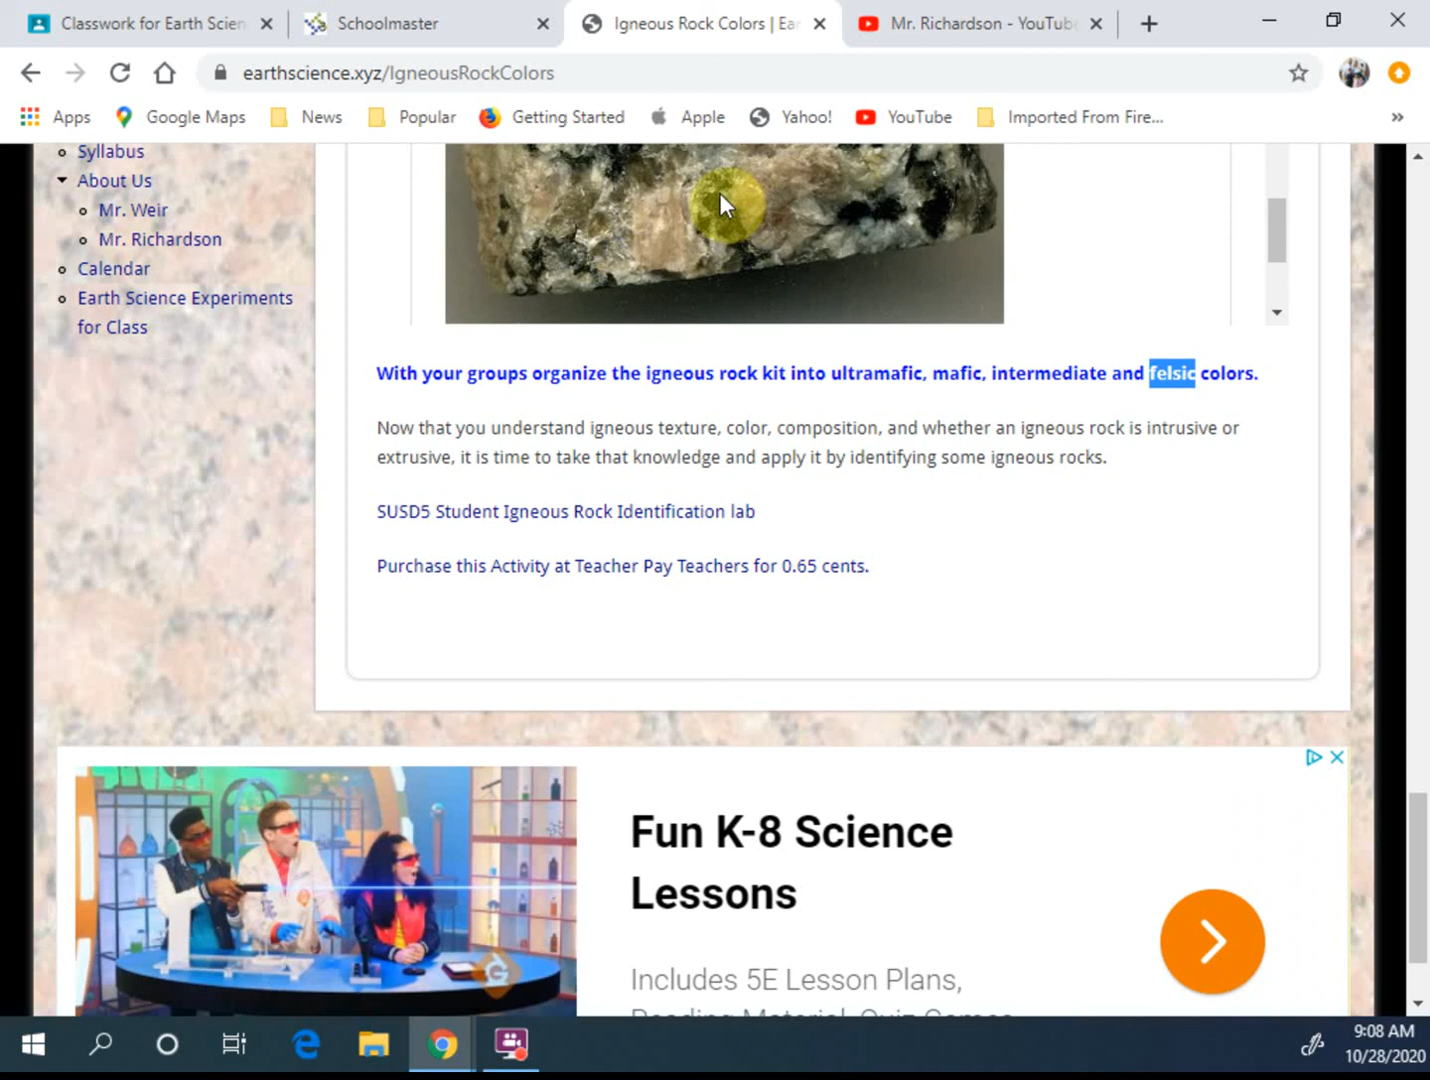 Classwork for Earth Scien
Schoolmaster
Igneous Rock Colors | Ea
Mr. Richardson - YouTub
earthscience.xyz/IgneousRockColors
Apps
Google Maps
News
Popular
Getting Started
Apple
Yahoo!
YouTube
Imported From Fire...
»
Syllabus
About Us
Mr. Weir
Mr. Richardson
Calendar
Earth Science Experiments
for Class
With your groups organize the igneous rock kit into ultramafic, mafic, intermediate and felsic colors.
Now that you understand igneous texture, color, composition, and whether an igneous rock is intrusive or
extrusive, it is time to take that knowledge and apply it by identifying some igneous rocks.
SUSD5 Student Igneous Rock Identification lab
Purchase this Activity at Teacher Pay Teachers for 0.65 cents.
Fun K-8 Science
Lessons
Includes 5E Lesson Plans,
Reading Material, Quiz Games
9:08 AM
10/28/2020